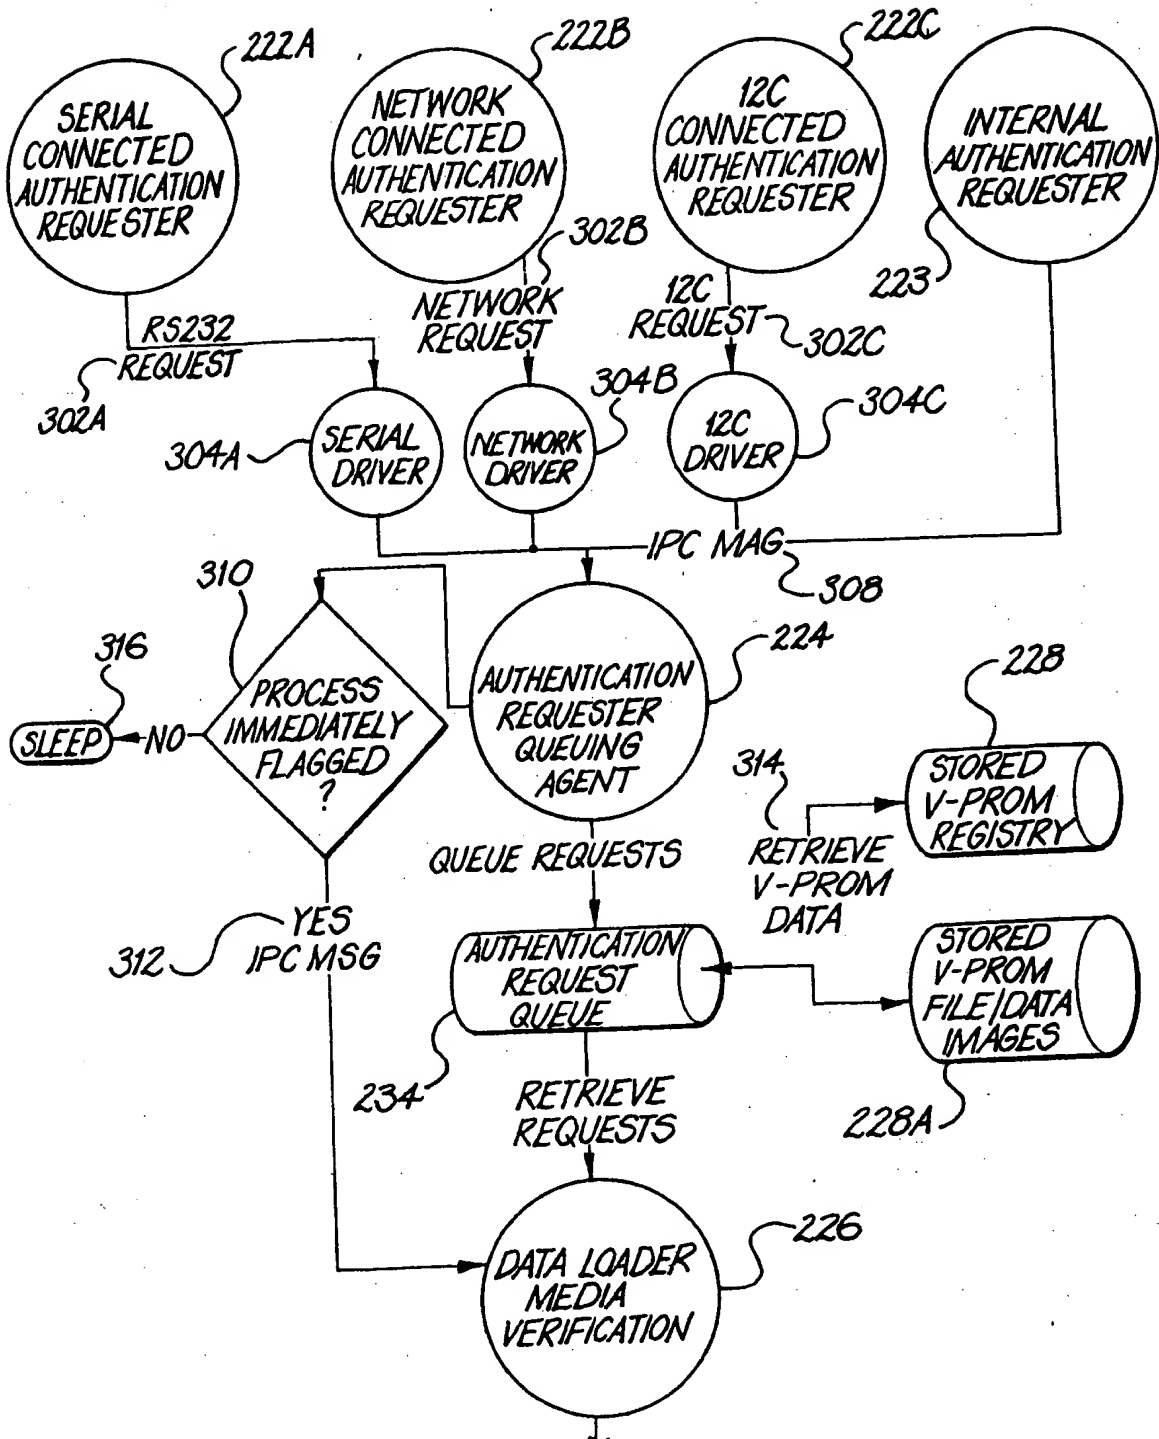 222A
222B
222C
SERIAL
CONNECTED
AUTHENTICATION
REQUESTER
NETWORK
CONNECTED
AUTHENTICATION
REQUESTER
12C
CONNECTED
AUTHENTICATION
REQUESTER
INTERNAL
AUTHENTICATION
REQUESTER
223
RS232
REQUEST
302A
302B
NETWORK
REQUEST
12C
REQUEST
302C
304A
SERIAL
DRIVER
304B
NETWORK
DRIVER
12C
DRIVER
304C
IPC MAG
308
310
316
SLEEP
NO
PROCESS
IMMEDIATELY
FLAGGED
?
AUTHENTICATION
REQUESTER
QUEUING
AGENT
224
228
STORED
V-PROM
REGISTRY
314
RETRIEVE
V-PROM
DATA
QUEUE REQUESTS
312
YES
IPC MSG
AUTHENTICATION
REQUEST
QUEUE
234
STORED
V-PROM
FILE/DATA
IMAGES
228A
RETRIEVE
REQUESTS
DATA LOADER
MEDIA
VERIFICATION
226